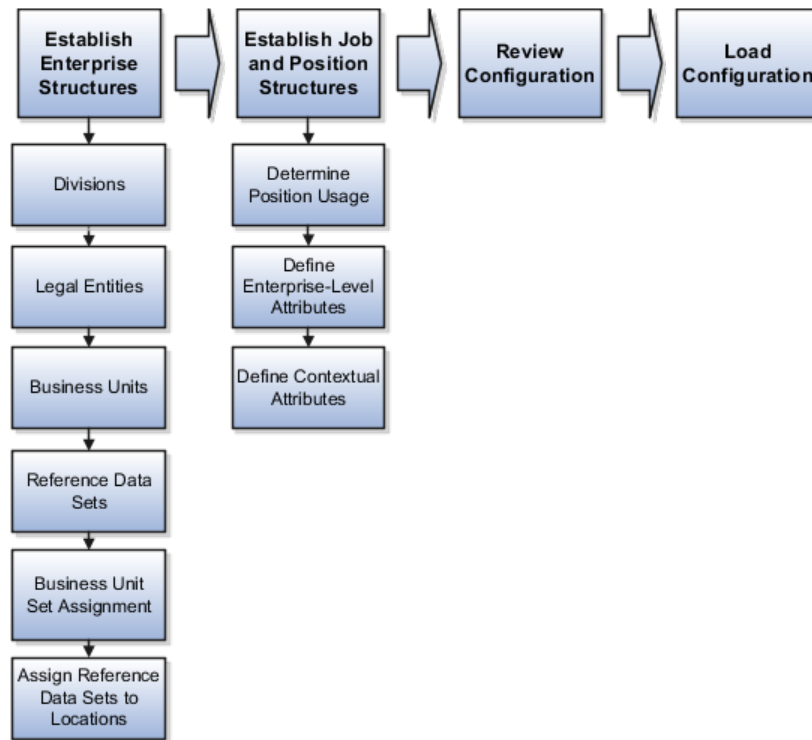 Establish
Enterprise
Structures
Establish Job
and Position
Structures
Review
Configuration
Load
Configuration
Divisions
Legal Entities
Business Units
Reference Data
Sets
Business Unit
Set Assignment
Assign Reference
Data Sets to
Locations
Determine
Position Usage
Define
Enterprise-Level
Attributes
Define Contextual
Attributes